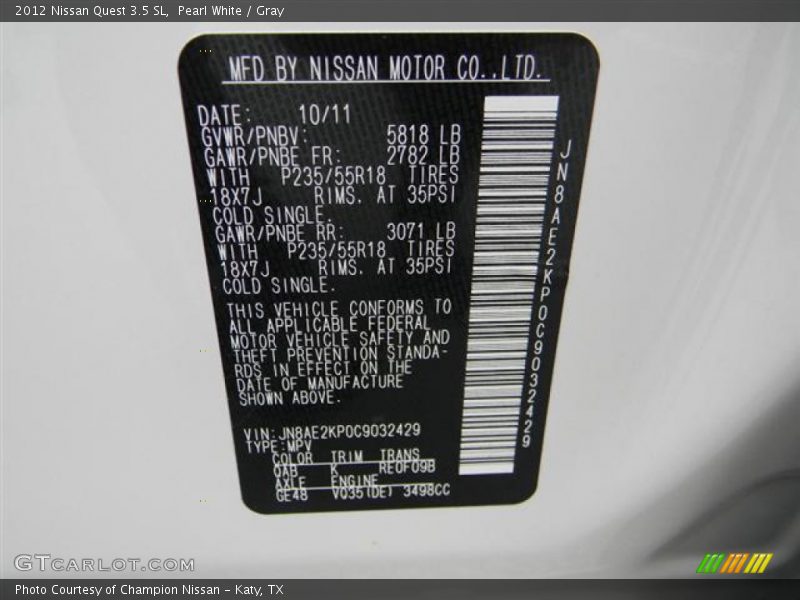 2012 Nissan Quest 3.5 SL,  Pearl White / Gray
MFD BY NISSAN MOTOR CO.,LTD.
DATE: 10/11
GVWR/PNBV: 5818 LB
GAWR/PNBE FR: 2782 LB
WITH P235/55R18 TIRES
18X7J RIMS. AT 35PSI
COLD SINGLE.
GAWR/PNBE RR: 3071 LB
WITH P235/55R18 TIRES
18X7J RIMS. AT 35PSI
COLD SINGLE.
THIS VEHICLE CONFORMS TO
ALL APPLICABLE FEDERAL
MOTOR VEHICLE SAFETY AND
THEFT PREVENTION STANDA-
RDS IN EFFECT ON THE
DATE OF MANUFACTURE
SHOWN ABOVE.
VIN:JN8AE2KP0C9032429
TYPE:MPV
COLOR TRIM TRANS
QAB K RE0F09B
AXLE ENGINE
GE48 VQ35(DE) 3498CC
JN8AE2KP0C9032429
GTCARLOT.COM
Photo Courtesy of Champion Nissan - Katy, TX